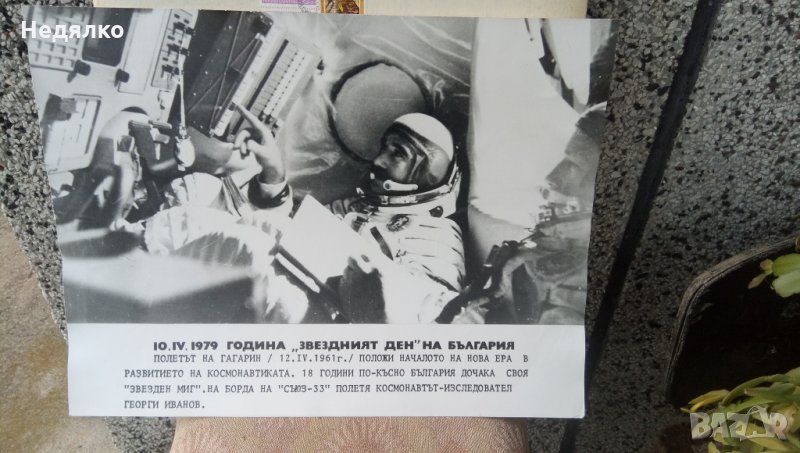 Недялко
10.IV.1979 ГОДИНА „ЗВЕЗДНИЯТ ДЕН" НА БЪЛГАРИЯ
ПОЛЕТЪТ НА ГАГАРИН / 12.IV.1961г./ ПОЛОЖИ НАЧАЛОТО НА НОВА ЕРА В
РАЗВИТИЕТО НА КОСМОНАВТИКАТА. 18 ГОДИНИ ПО-КЪСНО БЪЛГАРИЯ ДОЧАКА СВОЯ
"ЗВЕЗДЕН МИГ". НА БОРДА НА "СЪЮЗ-33" ПОЛЕТЯ КОСМОНАВТЪТ-ИЗСЛЕДОВАТЕЛ
ГЕОРГИ ИВАНОВ.
BAZAR